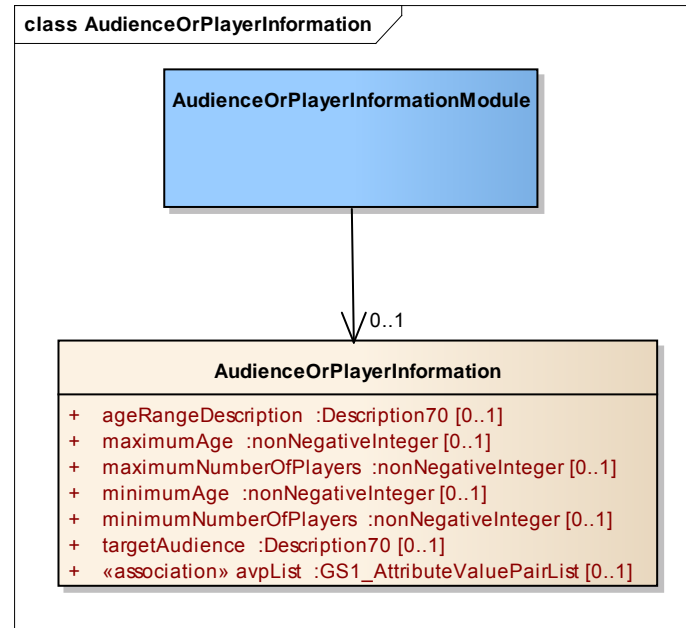 class AudienceOrPlayerInformation
AudienceOrPlayerInformationModule
0..1
AudienceOrPlayerInformation
+ ageRangeDescription :Description70 [0..1]
+ maximumAge :nonNegativeInteger [0..1]
+ maximumNumberOfPlayers :nonNegativeInteger [0..1]
+ minimumAge :nonNegativeInteger [0..1]
+ minimumNumberOfPlayers :nonNegativeInteger [0..1]
+ targetAudience :Description70 [0..1]
+ «association» avpList :GS1_AttributeValuePairList [0..1]